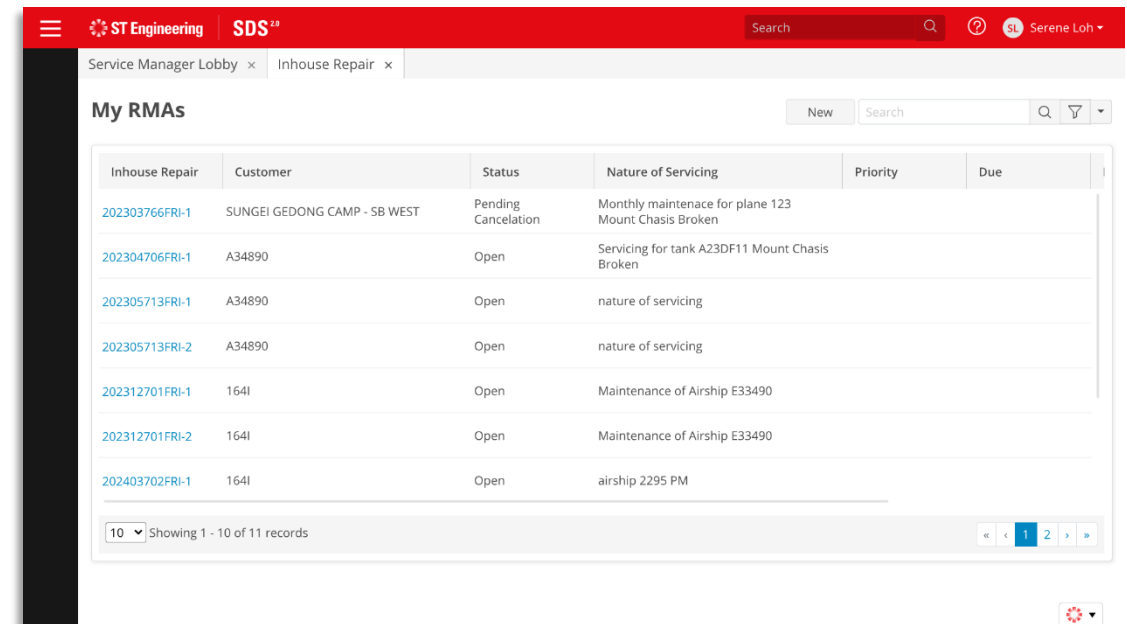 ST Engineering SDS 2.0 Search SL Serene Loh
Service Manager Lobby × Inhouse Repair ×
My RMAs New Search
Inhouse Repair Customer Status Nature of Servicing Priority Due
202303766FRI-1 SUNGEI GEDONG CAMP - SB WEST Pending Cancelation Monthly maintenace for plane 123 Mount Chasis Broken
202304706FRI-1 A34890 Open Servicing for tank A23DF11 Mount Chasis Broken
202305713FRI-1 A34890 Open nature of servicing
202305713FRI-2 A34890 Open nature of servicing
202312701FRI-1 164I Open Maintenance of Airship E33490
202312701FRI-2 164I Open Maintenance of Airship E33490
202403702FRI-1 164I Open airship 2295 PM
10 Showing 1 - 10 of 11 records « ‹ 1 2 › »